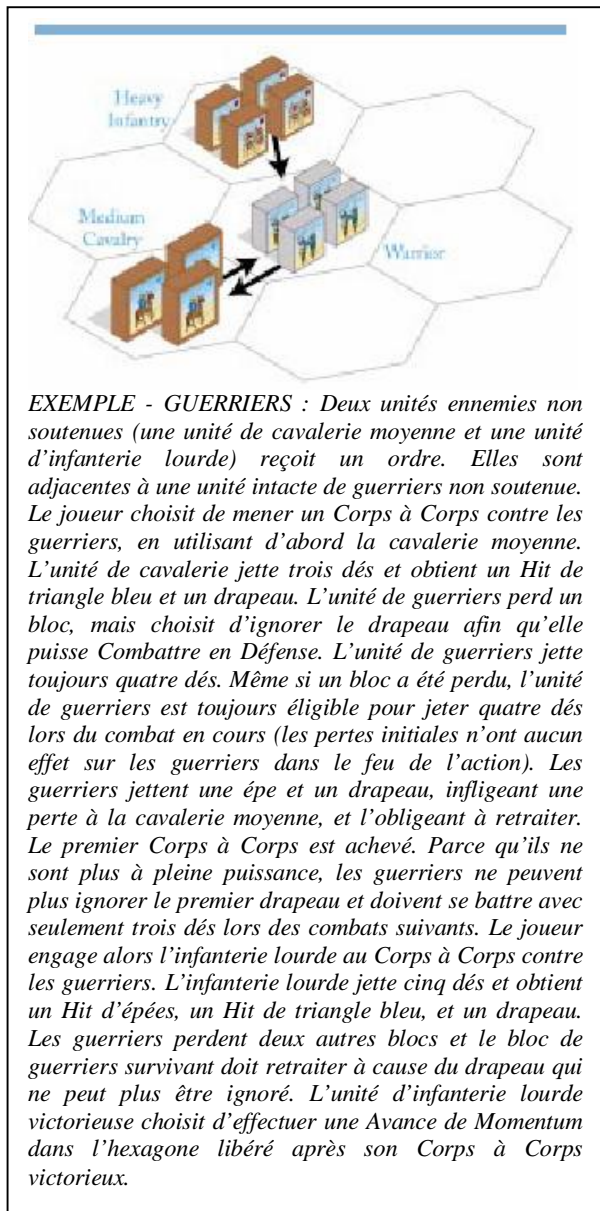 Heavy
Infantry
Medium
Cavalry
Warrior
EXEMPLE - GUERRIERS : Deux unités ennemies non
soutenues (une unité de cavalerie moyenne et une unité
d’infanterie lourde) reçoit un ordre. Elles sont
adjacentes à une unité intacte de guerriers non soutenue.
Le joueur choisit de mener un Corps à Corps contre les
guerriers, en utilisant d’abord la cavalerie moyenne.
L’unité de cavalerie jette trois dés et obtient un Hit de
triangle bleu et un drapeau. L’unité de guerriers perd un
bloc, mais choisit d’ignorer le drapeau afin qu’elle
puisse Combattre en Défense. L’unité de guerriers jette
toujours quatre dés. Même si un bloc a été perdu, l’unité
de guerriers est toujours éligible pour jeter quatre dés
lors du combat en cours (les pertes initiales n’ont aucun
effet sur les guerriers dans le feu de l’action). Les
guerriers jettent une épe et un drapeau, infligeant une
perte à la cavalerie moyenne, et l’obligeant à retraiter.
Le premier Corps à Corps est achevé. Parce qu’ils ne
sont plus à pleine puissance, les guerriers ne peuvent
plus ignorer le premier drapeau et doivent se battre avec
seulement trois dés lors des combats suivants. Le joueur
engage alors l’infanterie lourde au Corps à Corps contre
les guerriers. L’infanterie lourde jette cinq dés et obtient
un Hit d’épées, un Hit de triangle bleu, et un drapeau.
Les guerriers perdent deux autres blocs et le bloc de
guerriers survivant doit retraiter à cause du drapeau qui
ne peut plus être ignoré. L’unité d’infanterie lourde
victorieuse choisit d’effectuer une Avance de Momentum
dans l’hexagone libéré après son Corps à Corps
victorieux.